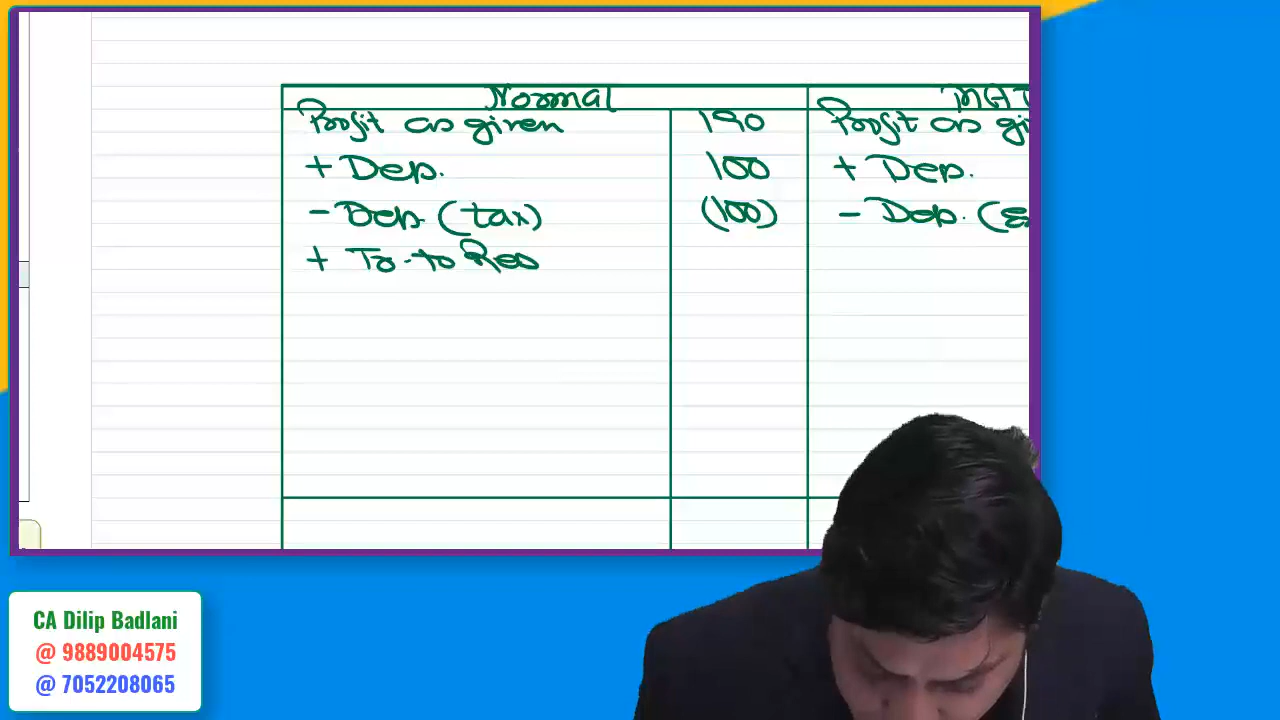 Normal MAT
Profit as given 190 Profit as gi
+ Dep. 100 + Dep.
- Dep. (tax) (100) - Dep. (
+ Tr. to Res
CA Dilip Badlani
@ 9889004575
@ 7052208065